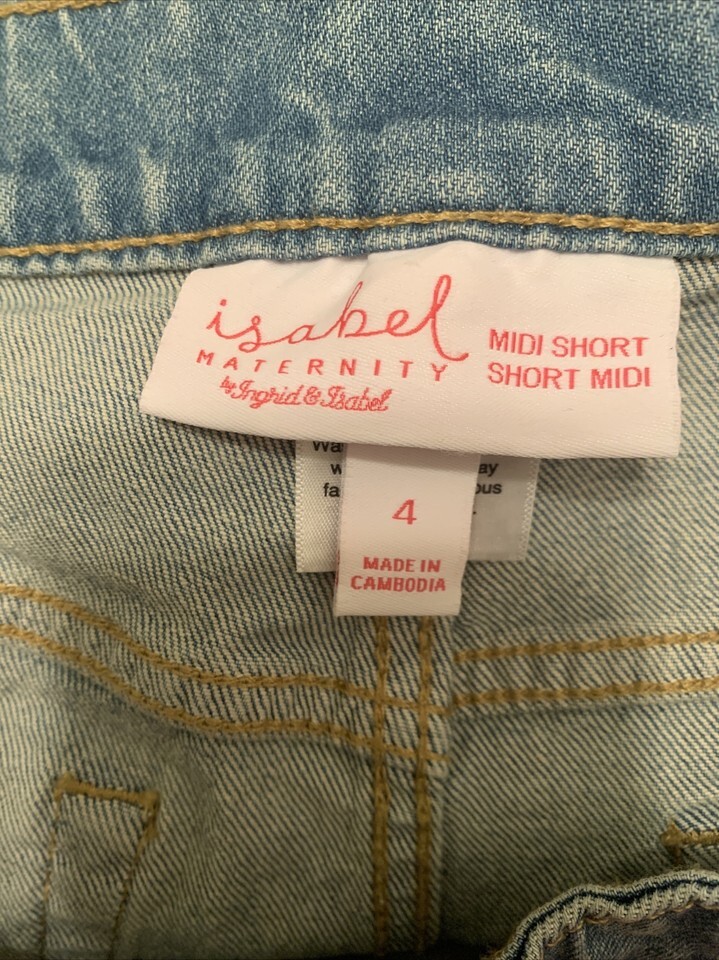 isabel
MATERNITY
by Ingrid & Isabel
MIDI SHORT
SHORT MIDI
4
MADE IN
CAMBODIA